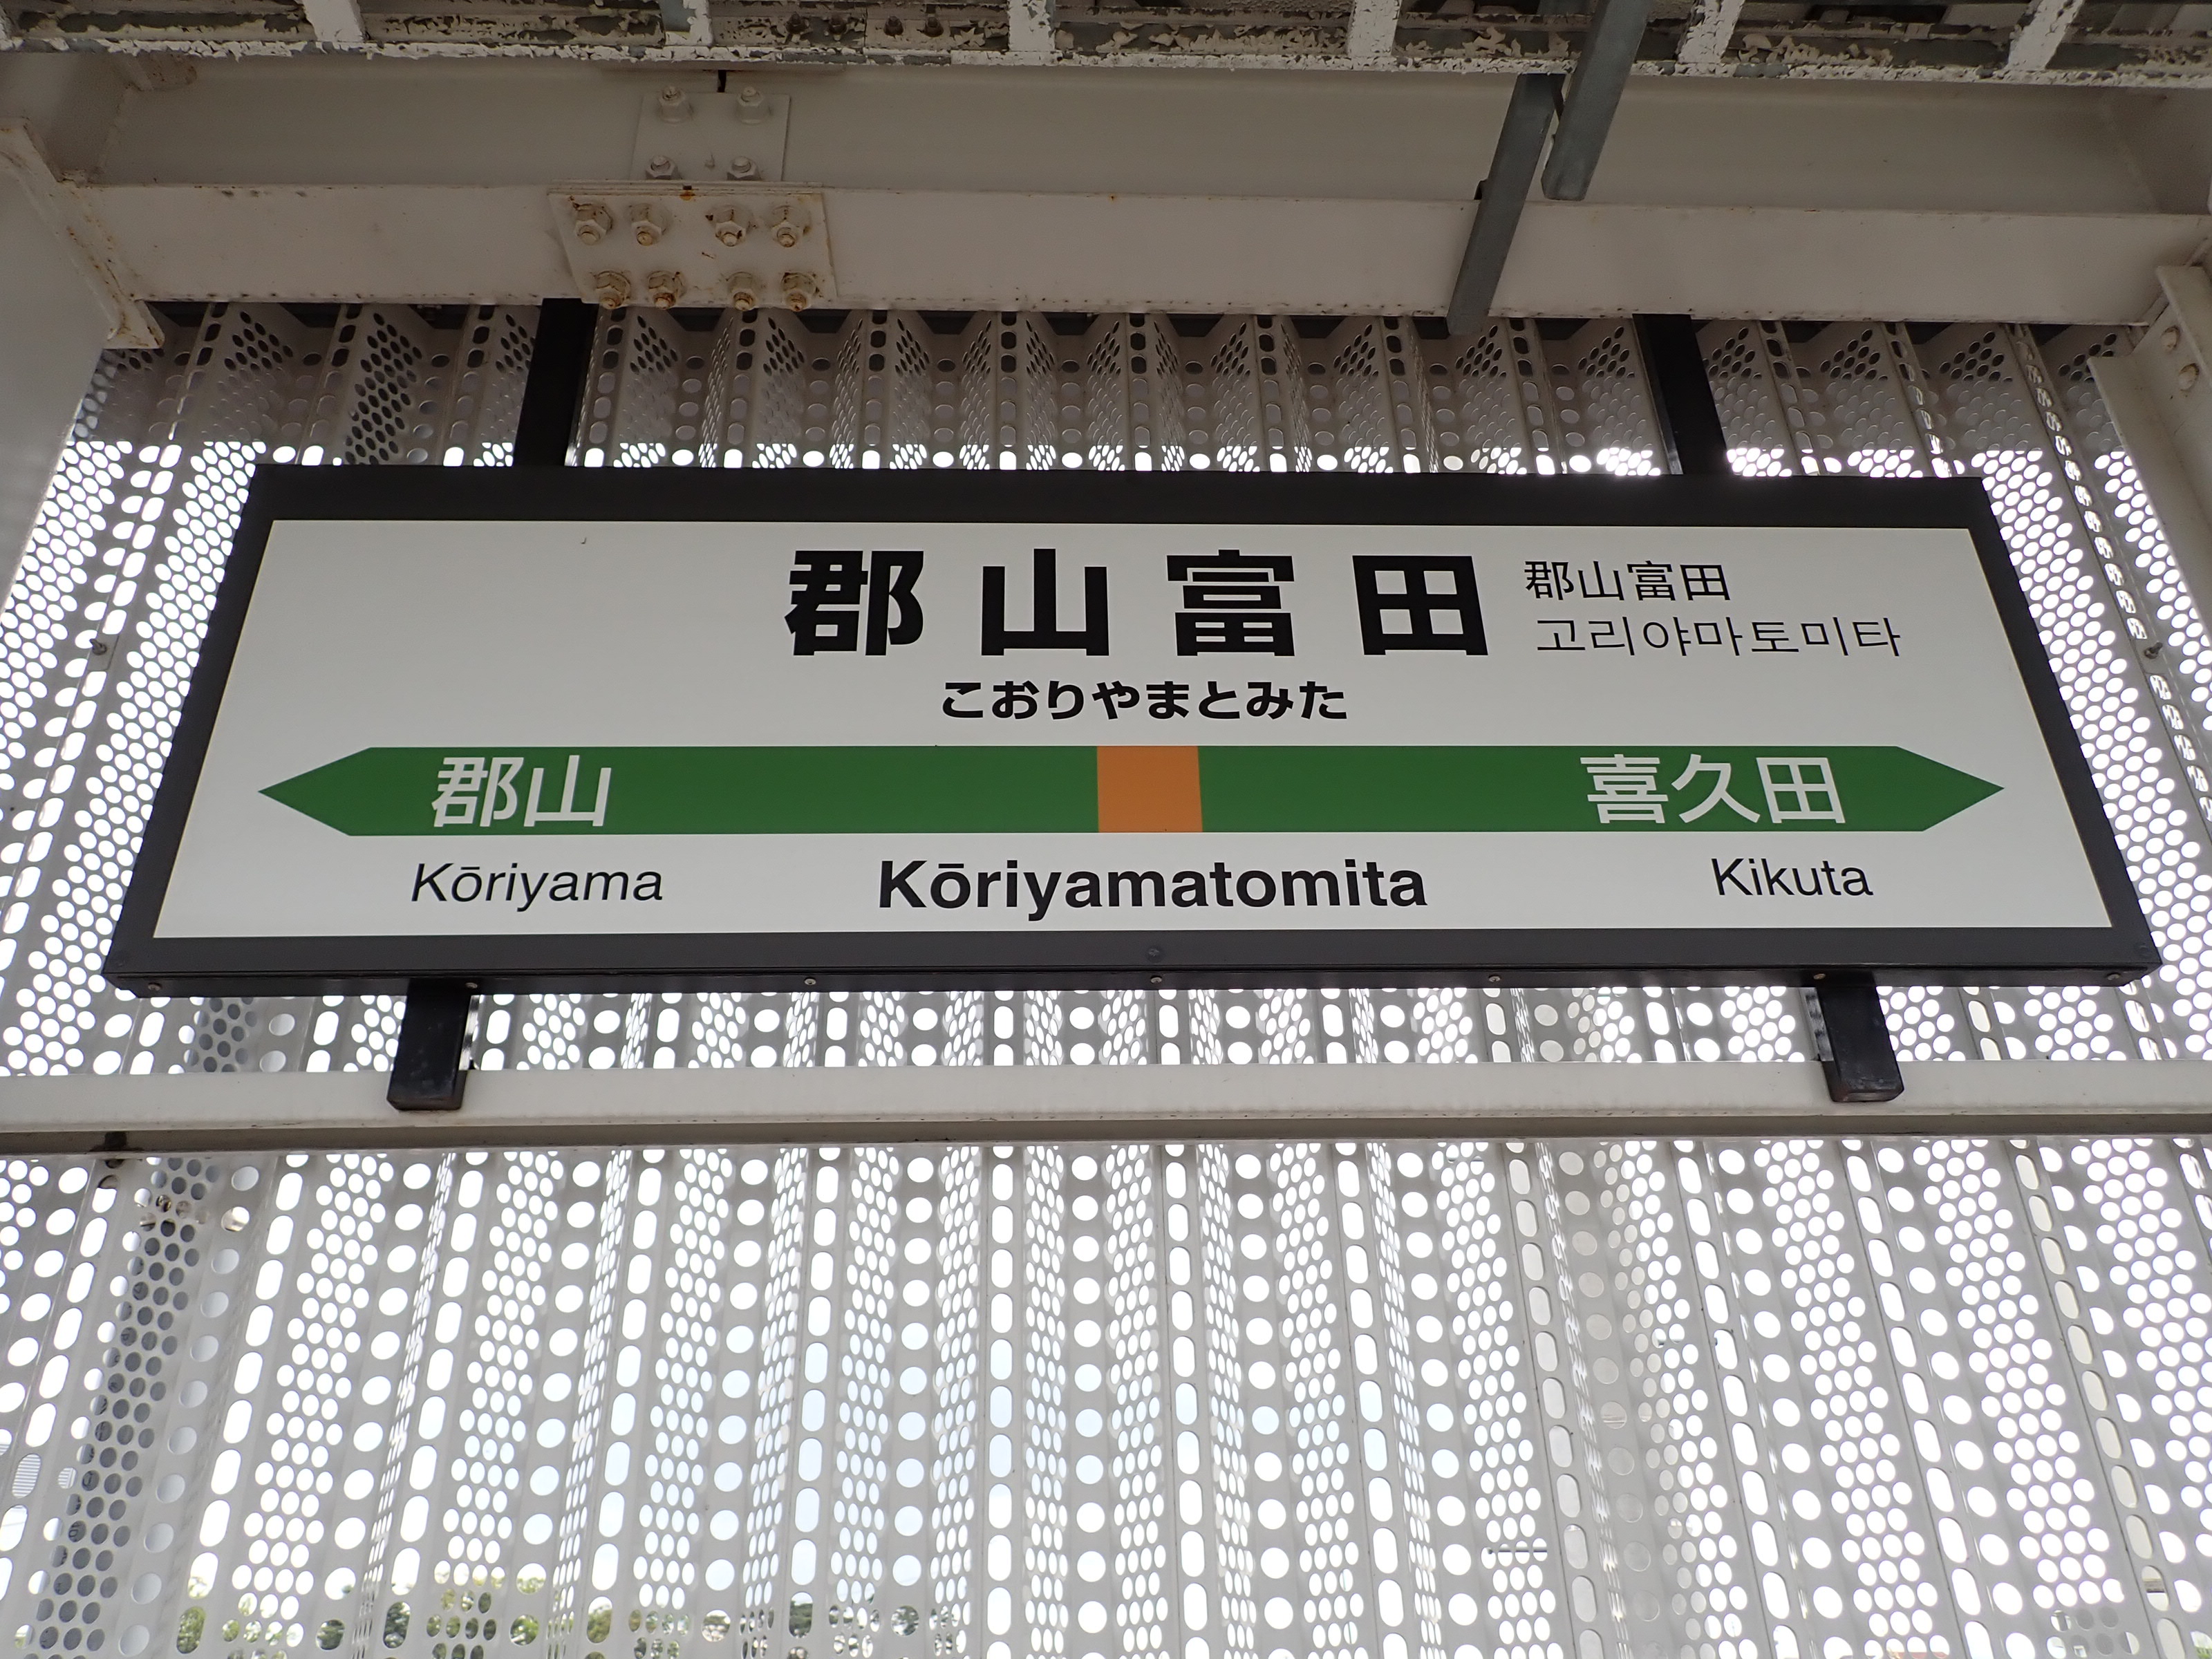 郡山富田
郡山富田
고리야마토미타
こおりやまとみた
郡山
喜久田
Kōriyama
Kōriyamatomita
Kikuta